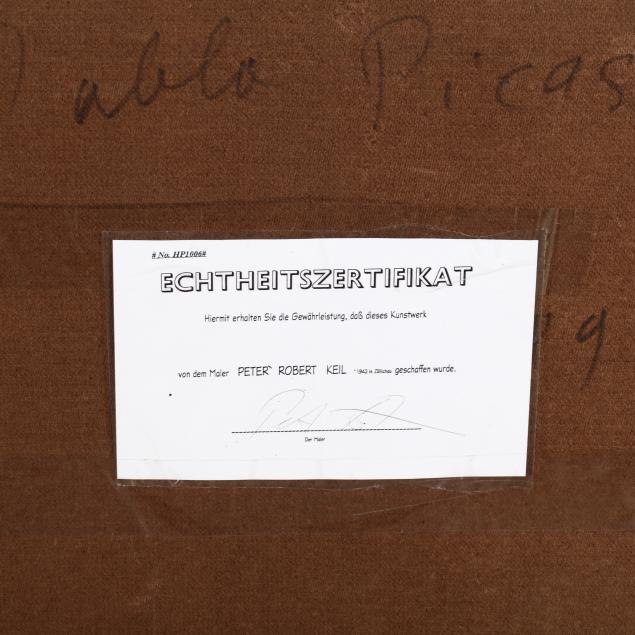 Pablo Picas
# No. HP1006#
ECHTHEITSZERTIFIKAT
Hiermit erhalten Sie die Gewährleistung, daß dieses Kunstwerk
von dem Maler PETER ROBERT KEIL *1942 in Züllichau geschaffen wurde.
Der Maler